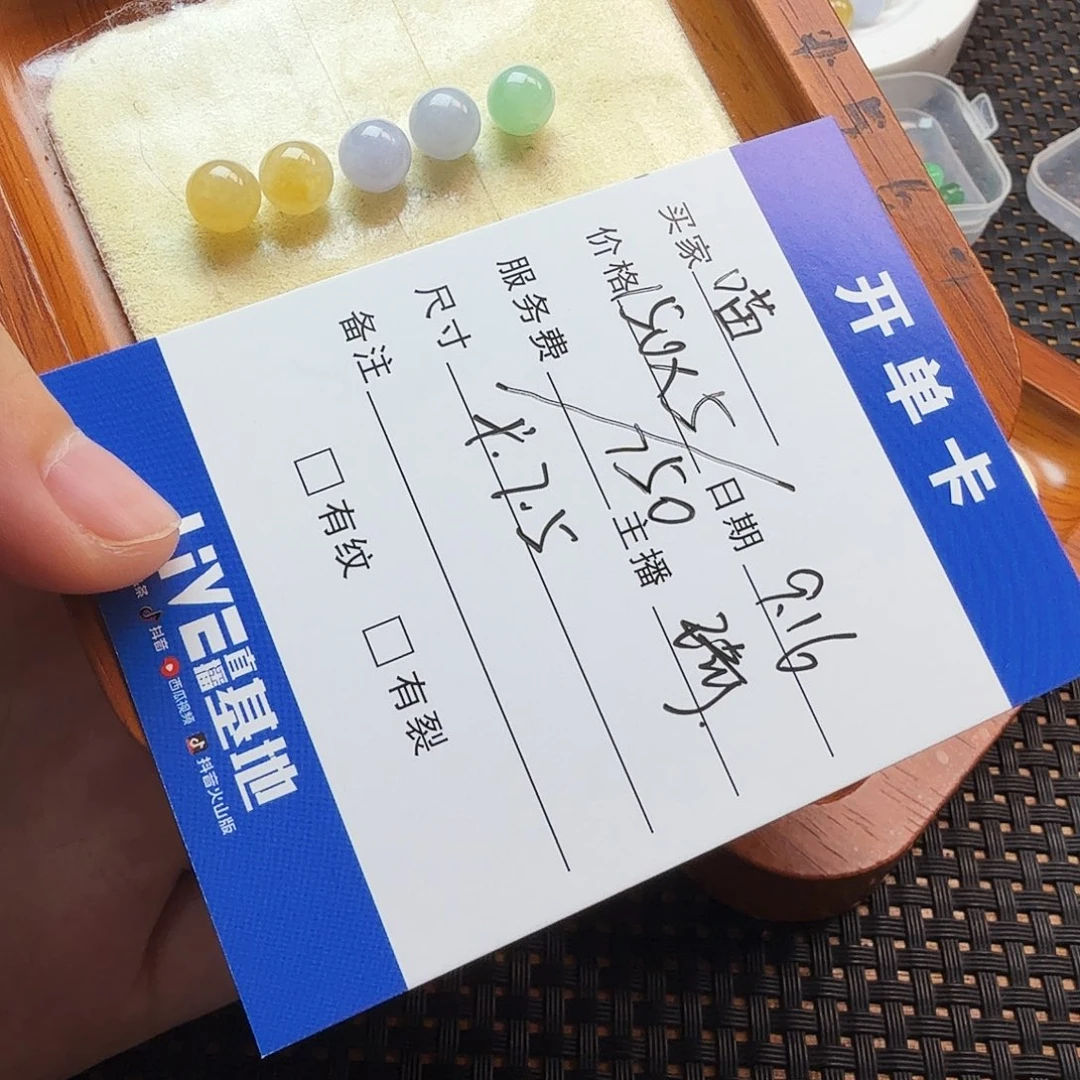 开单卡
买家 喵 日期 9.16
价格 150x5 主播
服务费 750
尺寸
备注
有纹 有裂
Live直播基地
抖音 西瓜视频 抖音火山版